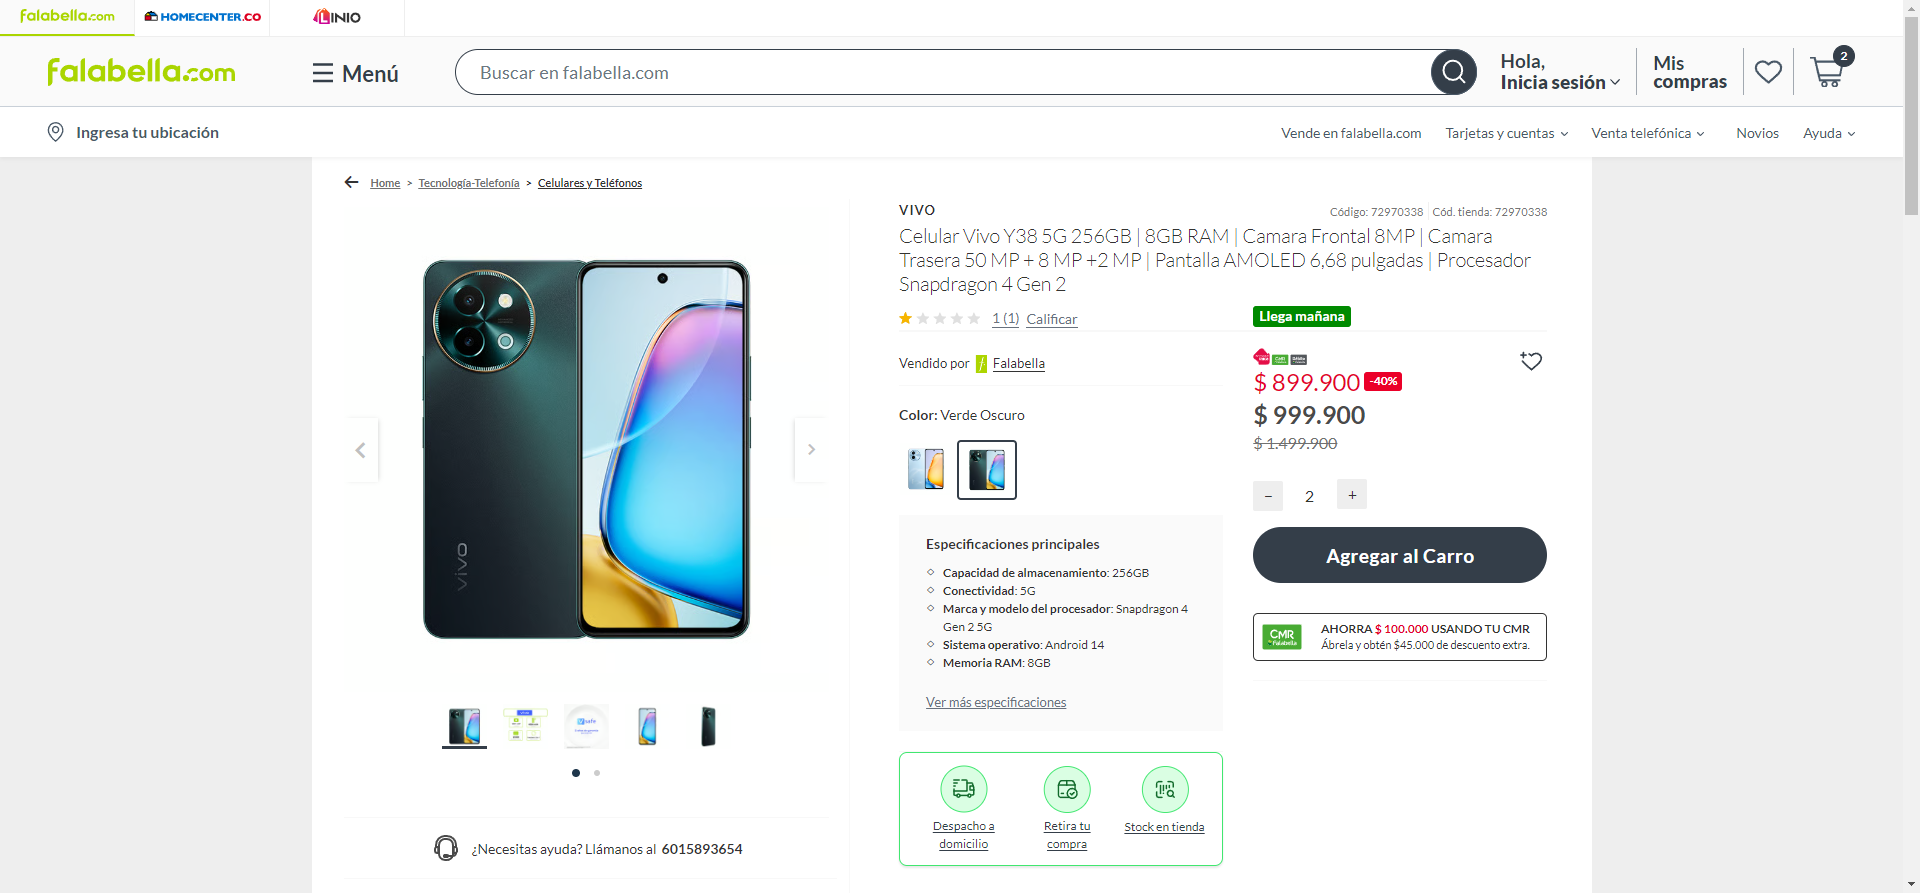 falabella.com
HOMECENTER.CO
LINIO
falabella.com
Menú
Buscar en falabella.com
Hola,
Inicia sesión
Mis
compras
2
Ingresa tu ubicación
Vende en falabella.com
Tarjetas y cuentas
Venta telefónica
Novios
Ayuda
Home > Tecnología-Telefonía > Celulares y Teléfonos
VIVO
Código: 72970338
Cód. tienda: 72970338
Celular Vivo Y38 5G 256GB | 8GB RAM | Camara Frontal 8MP | Camara
Trasera 50 MP + 8 MP +2 MP | Pantalla AMOLED 6,68 pulgadas | Procesador
Snapdragon 4 Gen 2
1 (1) Calificar
Llega mañana
Vendido por Falabella
$ 899.900 -40%
$ 999.900
$ 1.499.900
Color: Verde Oscuro
- 2 +
Agregar al Carro
Especificaciones principales
Capacidad de almacenamiento: 256GB
Conectividad: 5G
Marca y modelo del procesador: Snapdragon 4
Gen 2 5G
Sistema operativo: Android 14
Memoria RAM: 8GB
Ver más especificaciones
CMR
Falabella
AHORRA $ 100.000 USANDO TU CMR
Ábrela y obtén $45.000 de descuento extra.
vivo
Despacho a
domicilio
Retira tu
compra
Stock en tienda
¿Necesitas ayuda? Llámanos al 6015893654